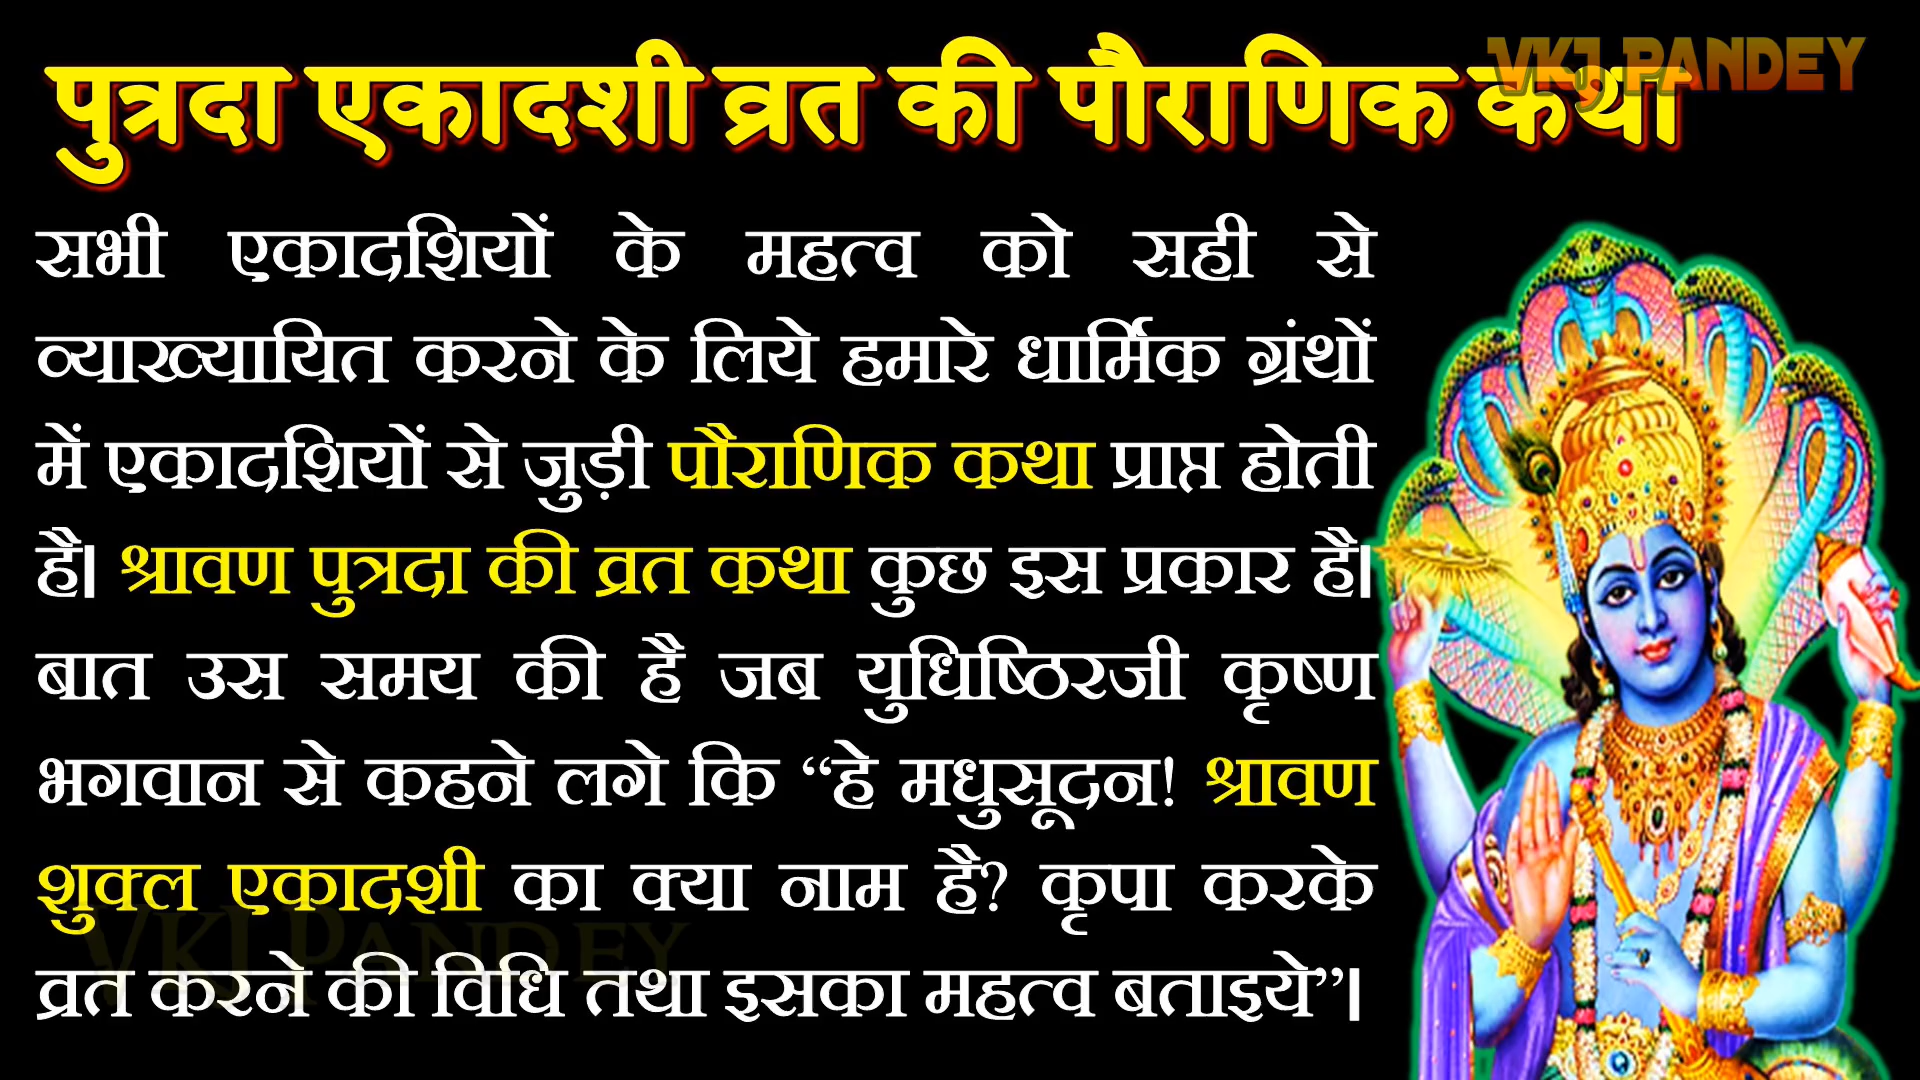 पुत्रदा एकादशी व्रत की पौराणिक कथा
VKJ PANDEY
सभी एकादशियों के महत्व को सही से
व्याख्यायित करने के लिये हमारे धार्मिक ग्रंथों
में एकादशियों से जुड़ी पौराणिक कथा प्राप्त होती
है। श्रावण पुत्रदा की व्रत कथा कुछ इस प्रकार है।
बात उस समय की है जब युधिष्ठिरजी कृष्ण
भगवान से कहने लगे कि “हे मधुसूदन! श्रावण
शुक्ल एकादशी का क्या नाम है? कृपा करके
VKJ PANDEY
व्रत करने की विधि तथा इसका महत्व बताइये”।